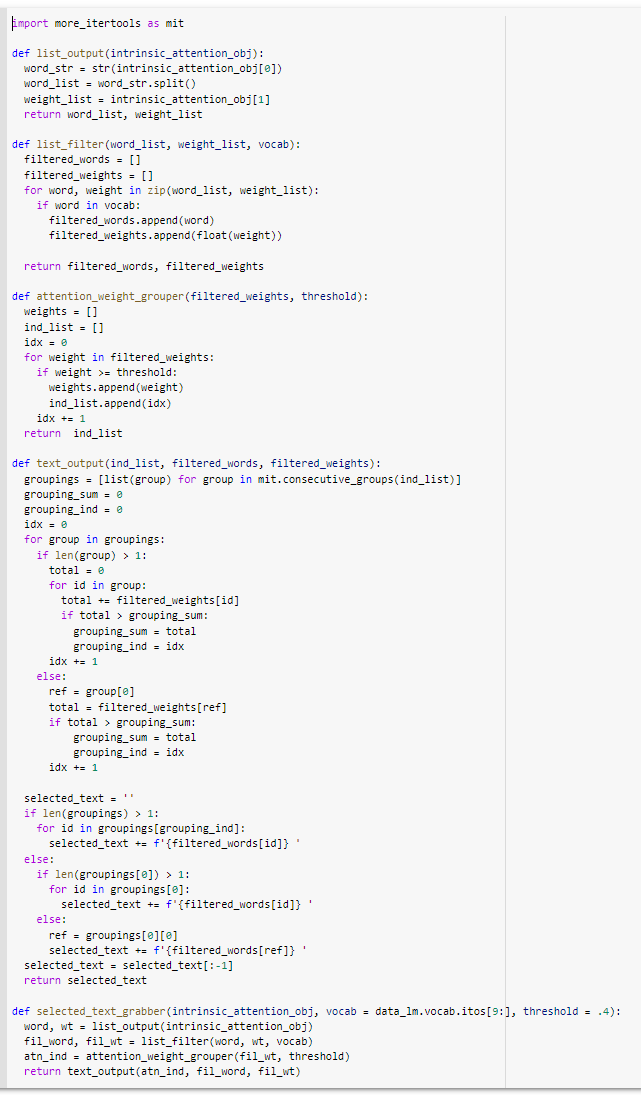 import more_itertools as mit

def list_output(intrinsic_attention_obj):
  word_str = str(intrinsic_attention_obj[0])
  word_list = word_str.split()
  weight_list = intrinsic_attention_obj[1]
  return word_list, weight_list

def list_filter(word_list, weight_list, vocab):
  filtered_words = []
  filtered_weights = []
  for word, weight in zip(word_list, weight_list):
    if word in vocab:
      filtered_words.append(word)
      filtered_weights.append(float(weight))

  return filtered_words, filtered_weights

def attention_weight_grouper(filtered_weights, threshold):
  weights = []
  ind_list = []
  idx = 0
  for weight in filtered_weights:
    if weight >= threshold:
      weights.append(weight)
      ind_list.append(idx)
    idx += 1
  return  ind_list

def text_output(ind_list, filtered_words, filtered_weights):
  groupings = [list(group) for group in mit.consecutive_groups(ind_list)]
  grouping_sum = 0
  grouping_ind = 0
  idx = 0
  for group in groupings:
    if len(group) > 1:
      total = 0
      for id in group:
        total += filtered_weights[id]
        if total > grouping_sum:
          grouping_sum = total
          grouping_ind = idx
      idx += 1
    else:
      ref = group[0]
      total = filtered_weights[ref]
      if total > grouping_sum:
          grouping_sum = total
          grouping_ind = idx
      idx += 1

  selected_text = ''
  if len(groupings) > 1:
    for id in groupings[grouping_ind]:
      selected_text += f'{filtered_words[id]} '
  else:
    if len(groupings[0]) > 1:
      for id in groupings[0]:
        selected_text += f'{filtered_words[id]} '
    else:
      ref = groupings[0][0]
      selected_text += f'{filtered_words[ref]} '
  selected_text = selected_text[:-1]
  return selected_text

def selected_text_grabber(intrinsic_attention_obj, vocab = data_lm.vocab.itos[9:], threshold = .4):
  word, wt = list_output(intrinsic_attention_obj)
  fil_word, fil_wt = list_filter(word, wt, vocab)
  atn_ind = attention_weight_grouper(fil_wt, threshold)
  return text_output(atn_ind, fil_word, fil_wt)